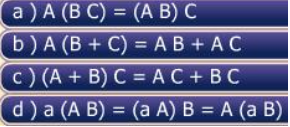 a ) A (B C) = (A B) C
b ) A (B + C) = A B + A C
c ) (A + B) C = A C + B C
d ) a (A B) = (a A) B = A (a B)